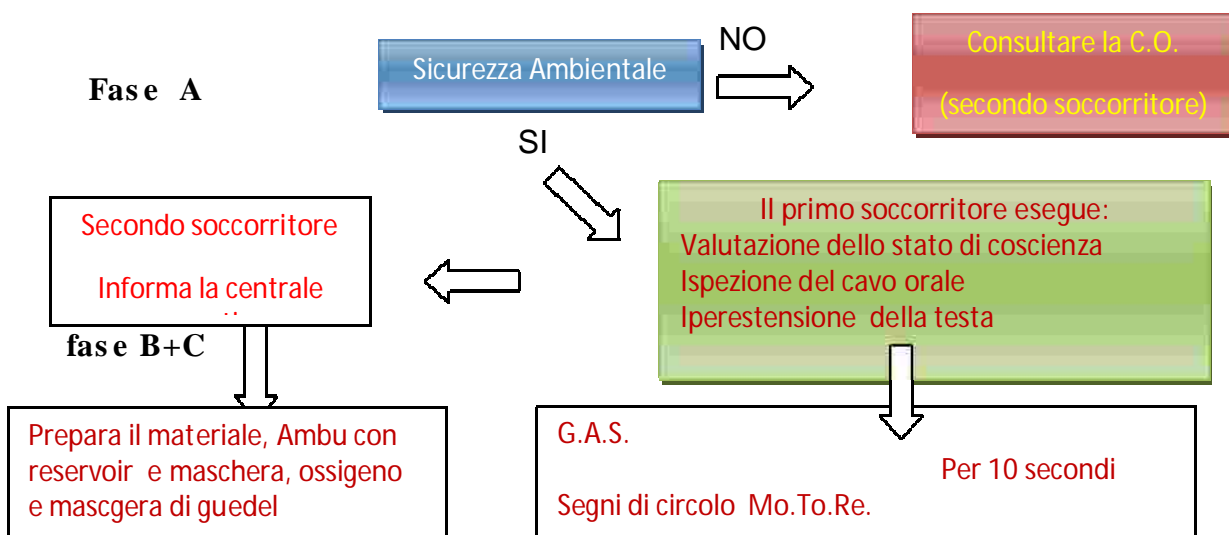 Fase A
Sicurezza Ambientale
NO
Consultare la C.O.
(secondo soccorritore)
SI
Il primo soccorritore esegue:
Valutazione dello stato di coscienza
Ispezione del cavo orale
Iperestensione della testa
Secondo soccorritore
Informa la centrale
fase B+C
Prepara il materiale, Ambu con
reservoir e maschera, ossigeno
e mascgera di guedel
G.A.S.
Per 10 secondi
Segni di circolo Mo.To.Re.